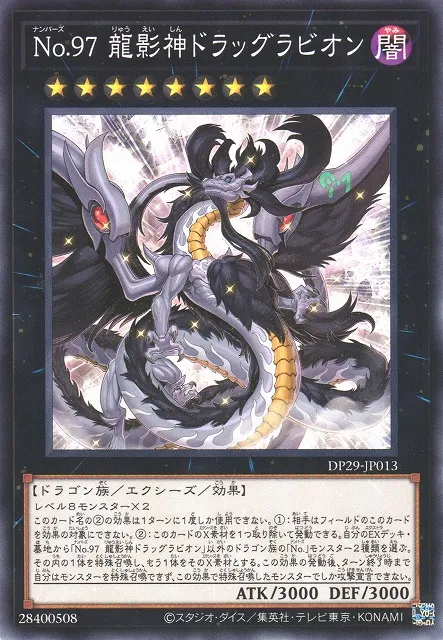 ナンバーズ りゅう えい しん
No.97 龍影神ドラッグラビオン
やみ
闇
97
DP29-JP013
【ドラゴン族／エクシーズ／効果】
レベル８モンスター×２
このカード名の②の効果は１ターンに１度しか使用できない。①：相手はフィールドのこのカード
を効果の対象にできない。②：このカードのX素材を１つ取り除いて発動できる。自分のEXデッキ・
墓地から「No.97 龍影神ドラッグラビオン」以外のドラゴン族の「No.」モンスター２種類を選ぶ。
その内の１体を特殊召喚し、もう１体をそのX素材とする。この効果の発動後、ターン終了時まで
自分はモンスターを特殊召喚できず、この効果で特殊召喚したモンスターでしか攻撃宣言できない。
ATK/3000 DEF/3000
28400508
©スタジオ・ダイス/集英社・テレビ東京・KONAMI